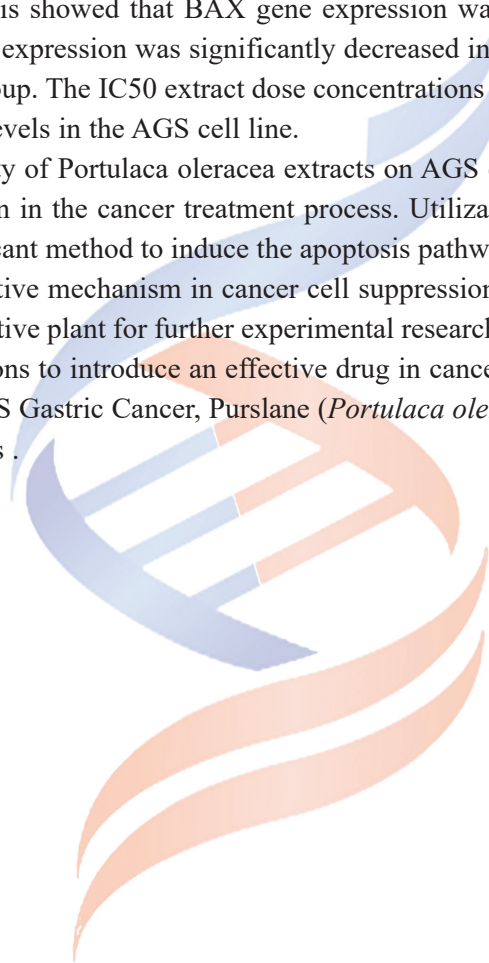 is showed that BAX gene expression wa
expression was significantly decreased in
up. The IC50 extract dose concentrations
evels in the AGS cell line.
ty of Portulaca oleracea extracts on AGS
n in the cancer treatment process. Utiliza
cant method to induce the apoptosis pathw
tive mechanism in cancer cell suppression
tive plant for further experimental research
ons to introduce an effective drug in cance
S Gastric Cancer, Purslane (Portulaca ole
s .